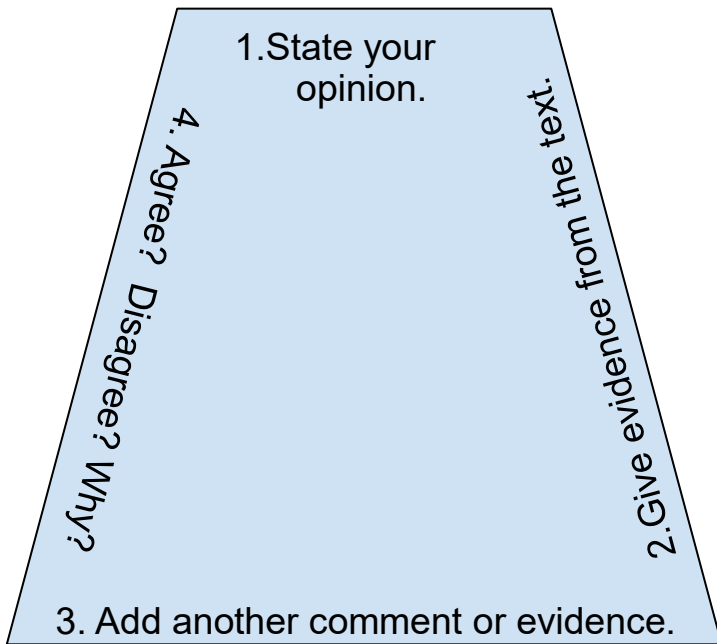 1.State your
opinion.
2.Give evidence from the text.
3. Add another comment or evidence.
4. Agree?  Disagree? Why?